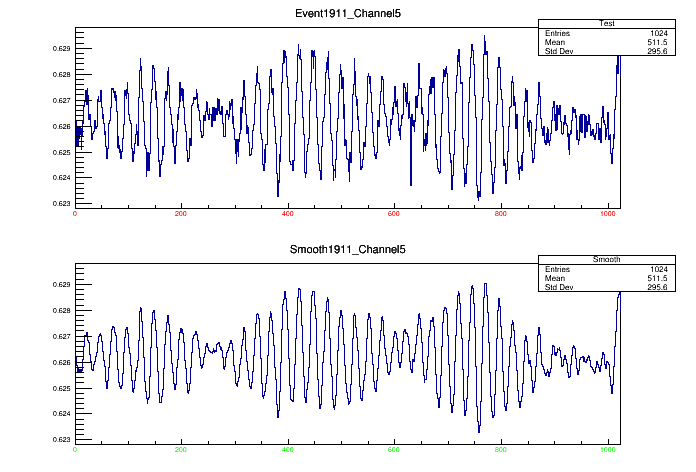 Event1911_Channel5
Test
Entries 1024
Mean 511.5
Std Dev 295.6
0.629
0.628
0.627
0.626
0.625
0.624
0.623
0 200 400 600 800 1000
Smooth1911_Channel5
Smooth
Entries 1024
Mean 511.5
Std Dev 295.6
0.629
0.628
0.627
0.626
0.625
0.624
0.623
0 200 400 600 800 1000